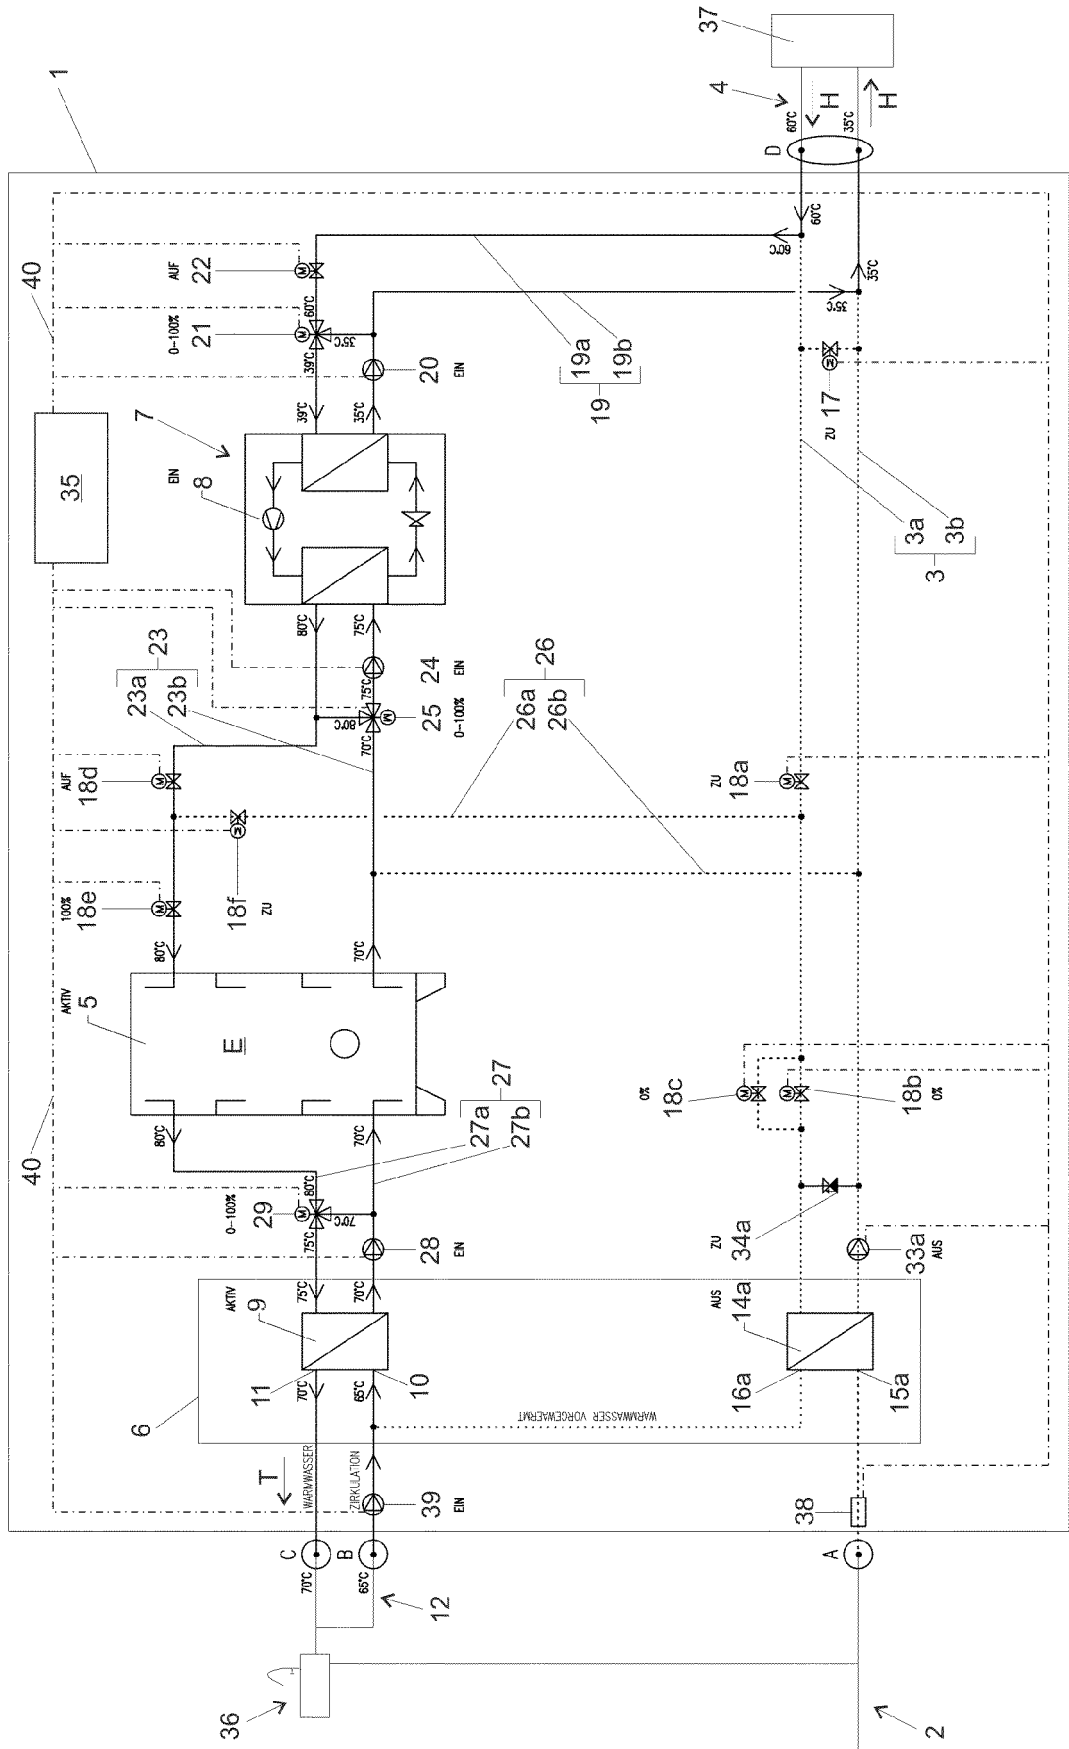 1
40
35
40
AUF
22
0–100%
21
60°C
39°C
35°C
20
EIN
39°C
35°C
7
EIN
8
80°C
75°C
23
23a
23b
24
EIN
75°C
80°C
70°C
25
0–100%
26
26a
26b
AUF
18d
18f
ZU
100%
18e
80°C
70°C
AKTIV
5
E
80°C
70°C
27
27a
27b
0–100%
29
80°C
75°C
70°C
28
EIN
75°C
70°C
AKTIV
9
11
10
70°C
65°C
6
T
WARMWASSER
ZIRKULATION
39
EIN
C
B
70°C
65°C
12
36
2
A
38
WARMWASSER VORGEWAERMT
AUS
14a
16a
15a
33a
AUS
ZU
34a
0%
18c
18b
0%
ZU
18a
3
3a
3b
17
ZU
19
19a
19b
60°C
35°C
60°C
35°C
D
60°C
35°C
H
H
4
37
M
M
M
M
M
M
M
M
M
M
M